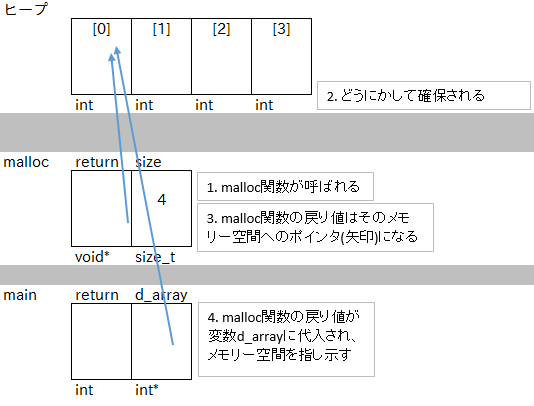 ヒープ
[0] [1] [2] [3]
int int int int
2. どうにかして確保される
malloc return size
4
1. malloc関数が呼ばれる
3. malloc関数の戻り値はそのメモ
リー空間へのポインタ(矢印)になる
void* size_t
main return d_array
4. malloc関数の戻り値が
変数d_arrayに代入され、
メモリー空間を指し示す
int int*